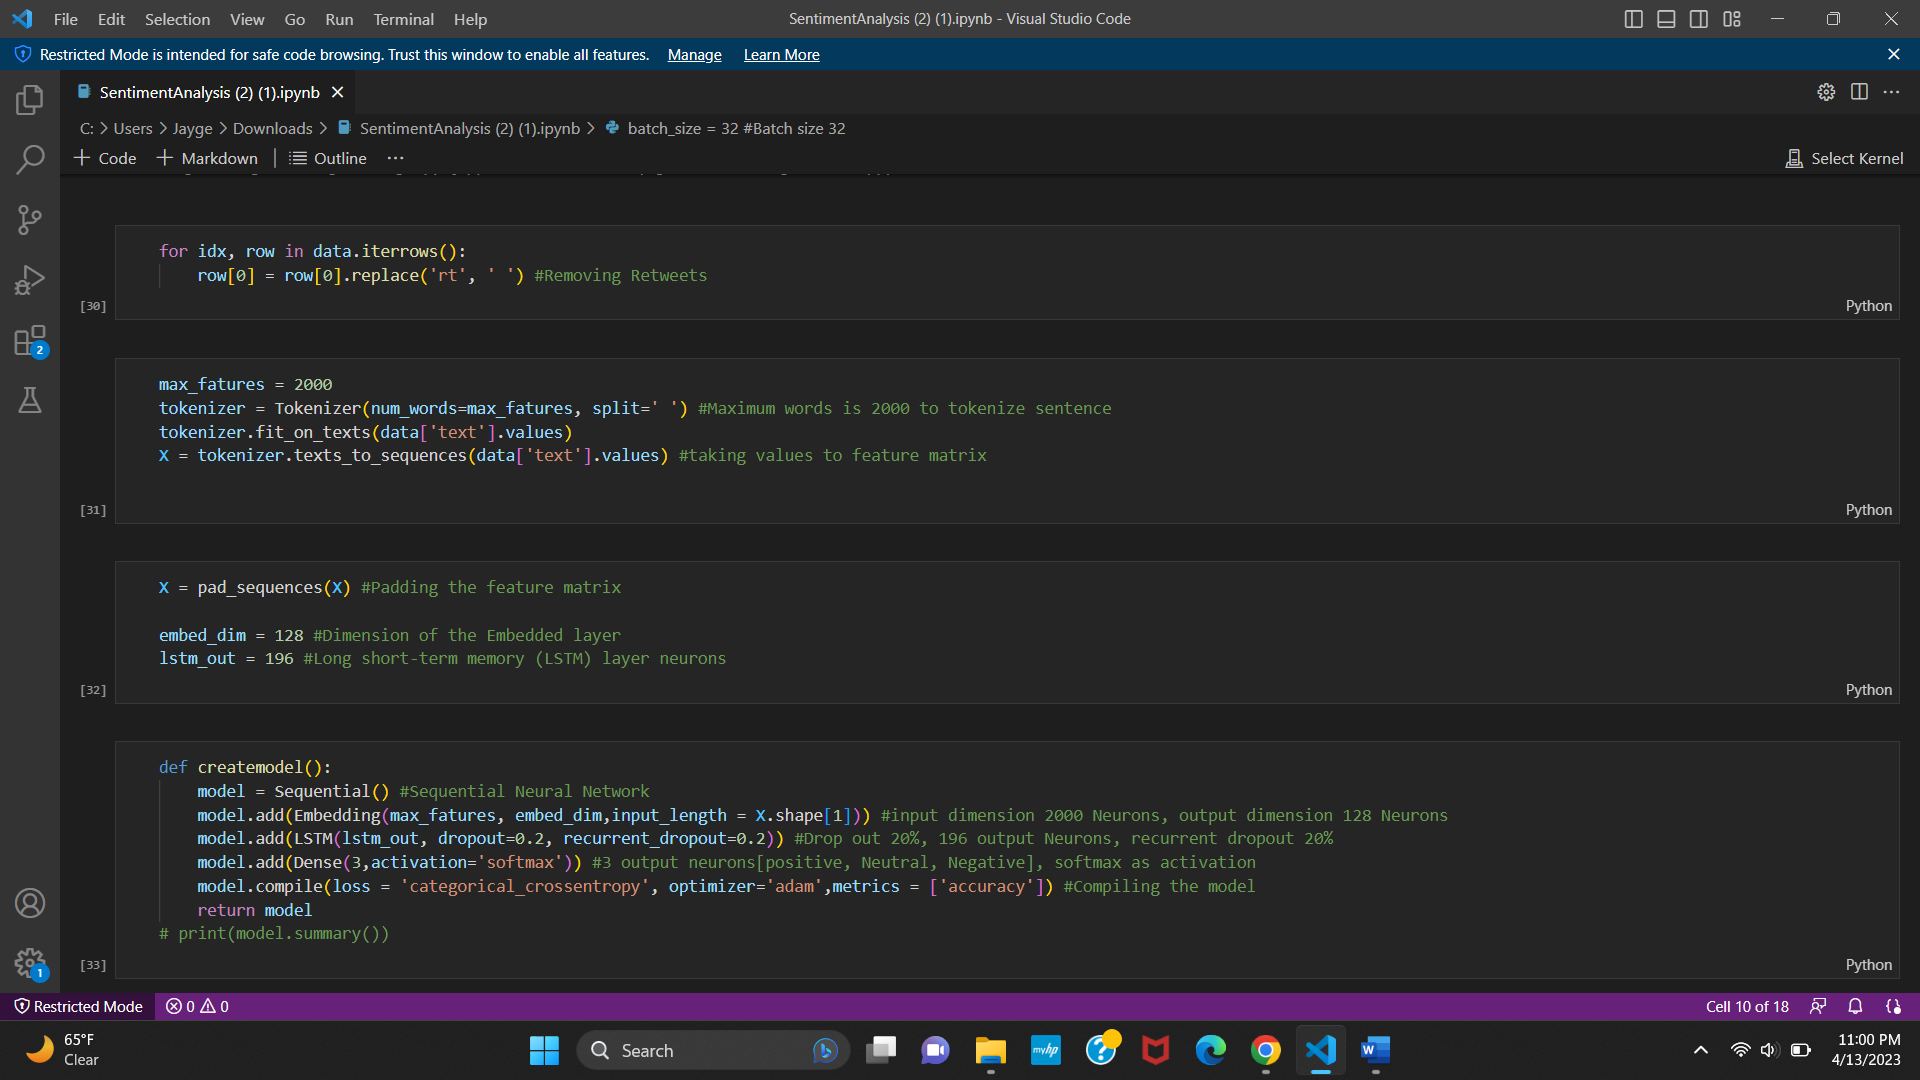 File Edit Selection View Go Run Terminal Help SentimentAnalysis (2) (1).ipynb - Visual Studio Code
Restricted Mode is intended for safe code browsing. Trust this window to enable all features. Manage Learn More
SentimentAnalysis (2) (1).ipynb
C: > Users > Jayge > Downloads > SentimentAnalysis (2) (1).ipynb > batch_size = 32 #Batch size 32
+ Code + Markdown | Outline ... Select Kernel
for idx, row in data.iterrows():
row[0] = row[0].replace('rt', ' ') #Removing Retweets
[30] Python
max_fatures = 2000
tokenizer = Tokenizer(num_words=max_fatures, split=' ') #Maximum words is 2000 to tokenize sentence
tokenizer.fit_on_texts(data['text'].values)
X = tokenizer.texts_to_sequences(data['text'].values) #taking values to feature matrix
[31] Python
X = pad_sequences(X) #Padding the feature matrix
embed_dim = 128 #Dimension of the Embedded layer
lstm_out = 196 #Long short-term memory (LSTM) layer neurons
[32] Python
def createmodel():
model = Sequential() #Sequential Neural Network
model.add(Embedding(max_fatures, embed_dim,input_length = X.shape[1])) #input dimension 2000 Neurons, output dimension 128 Neurons
model.add(LSTM(lstm_out, dropout=0.2, recurrent_dropout=0.2)) #Drop out 20%, 196 output Neurons, recurrent dropout 20%
model.add(Dense(3,activation='softmax')) #3 output neurons[positive, Neutral, Negative], softmax as activation
model.compile(loss = 'categorical_crossentropy', optimizer='adam',metrics = ['accuracy']) #Compiling the model
return model
# print(model.summary())
[33] Python
2
1
Restricted Mode 0 0 Cell 10 of 18
65°F
Clear
Search
myhp
W
11:00 PM
4/13/2023